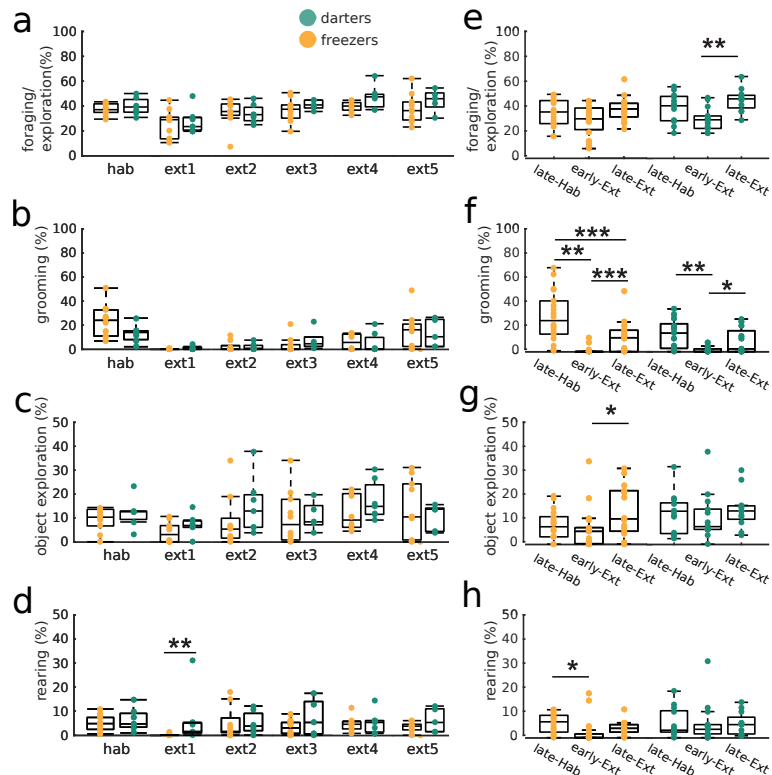 a
darters
freezers
foraging/
exploration(%)
100
80
60
40
20
0
hab ext1 ext2 ext3 ext4 ext5
b
grooming (%)
100
80
60
40
20
0
hab ext1 ext2 ext3 ext4 ext5
c
object exploration (%)
50
40
30
20
10
0
hab ext1 ext2 ext3 ext4 ext5
d
rearing (%)
50
40
30
20
10
0
**
hab ext1 ext2 ext3 ext4 ext5
e
foraging/
exploration(%)
100
80
60
40
20
0
**
late-Hab early-Ext late-Ext late-Hab early-Ext late-Ext
f
grooming (%)
100
80
60
40
20
0
***
** *** ** *
late-Hab early-Ext late-Ext late-Hab early-Ext late-Ext
g
object exploration (%)
50
40
30
20
10
0
*
late-Hab early-Ext late-Ext late-Hab early-Ext late-Ext
h
rearing (%)
50
40
30
20
10
0
*
late-Hab early-Ext late-Ext late-Hab early-Ext late-Ext